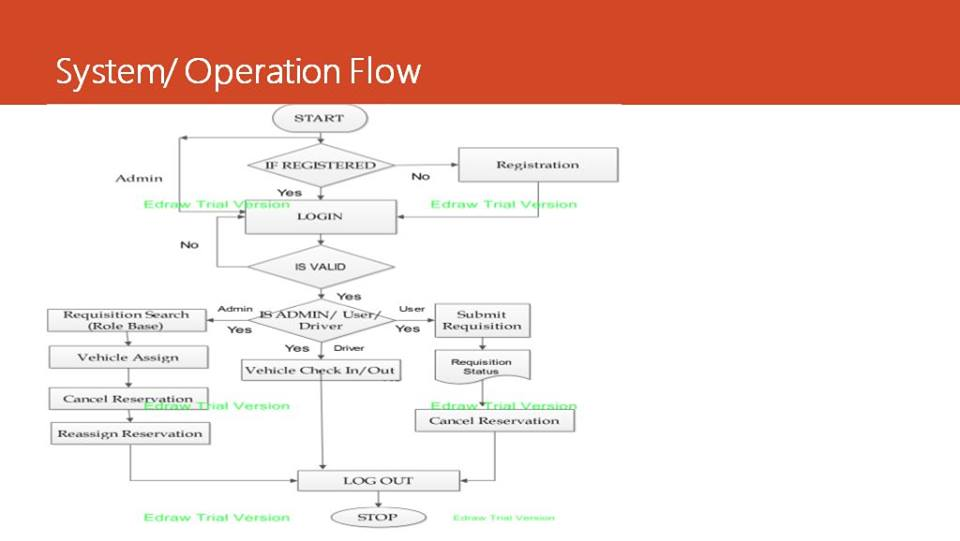 System/ Operation Flow
START
IF REGISTERED
Registration
No
Admin
Yes
Edraw Trial Version
Edraw Trial Version
LOGIN
No
IS VALID
Yes
Admin
User
IS ADMIN/ User/
Driver
Yes
Yes
Requisition Search
(Role Base)
Submit
Requisition
Yes
Driver
Vehicle Assign
Vehicle Check In/Out
Requisition
Status
Cancel Reservation
Edraw Trial Version
Edraw Trial Version
Cancel Reservation
Reassign Reservation
LOG OUT
STOP
Edraw Trial Version
Edraw Trial Version